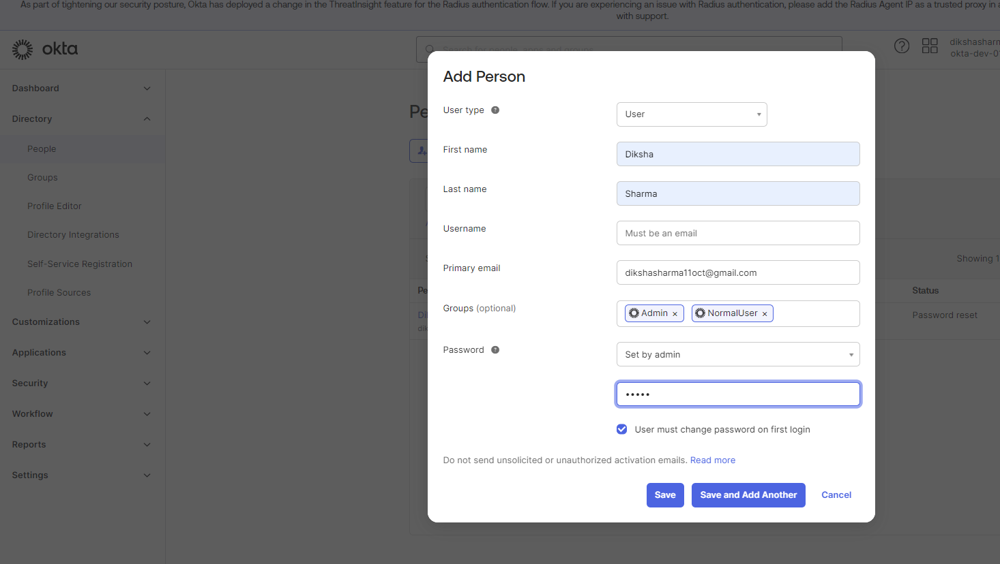 As part of tightening our security posture, Okta has deployed a change in the ThreatInsight feature for the Radius authentication flow. If you are experiencing an issue with Radius authentication, please add the Radius Agent IP as a trusted proxy in a
with support.
okta
Search for people, apps and groups
dikshasharm
okta-dev-0
Dashboard
Directory
People
Groups
Profile Editor
Directory Integrations
Self-Service Registration
Profile Sources
Customizations
Applications
Security
Workflow
Reports
Settings
Pe
Showing 1
Pe
Status
Di
dik
Password reset
Add Person
User type
User
First name
Diksha
Last name
Sharma
Username
Must be an email
Primary email
dikshasharma11oct@gmail.com
Groups (optional)
Admin ×
NormalUser ×
Password
Set by admin
•••••
User must change password on first login
Do not send unsolicited or unauthorized activation emails. Read more
Save
Save and Add Another
Cancel